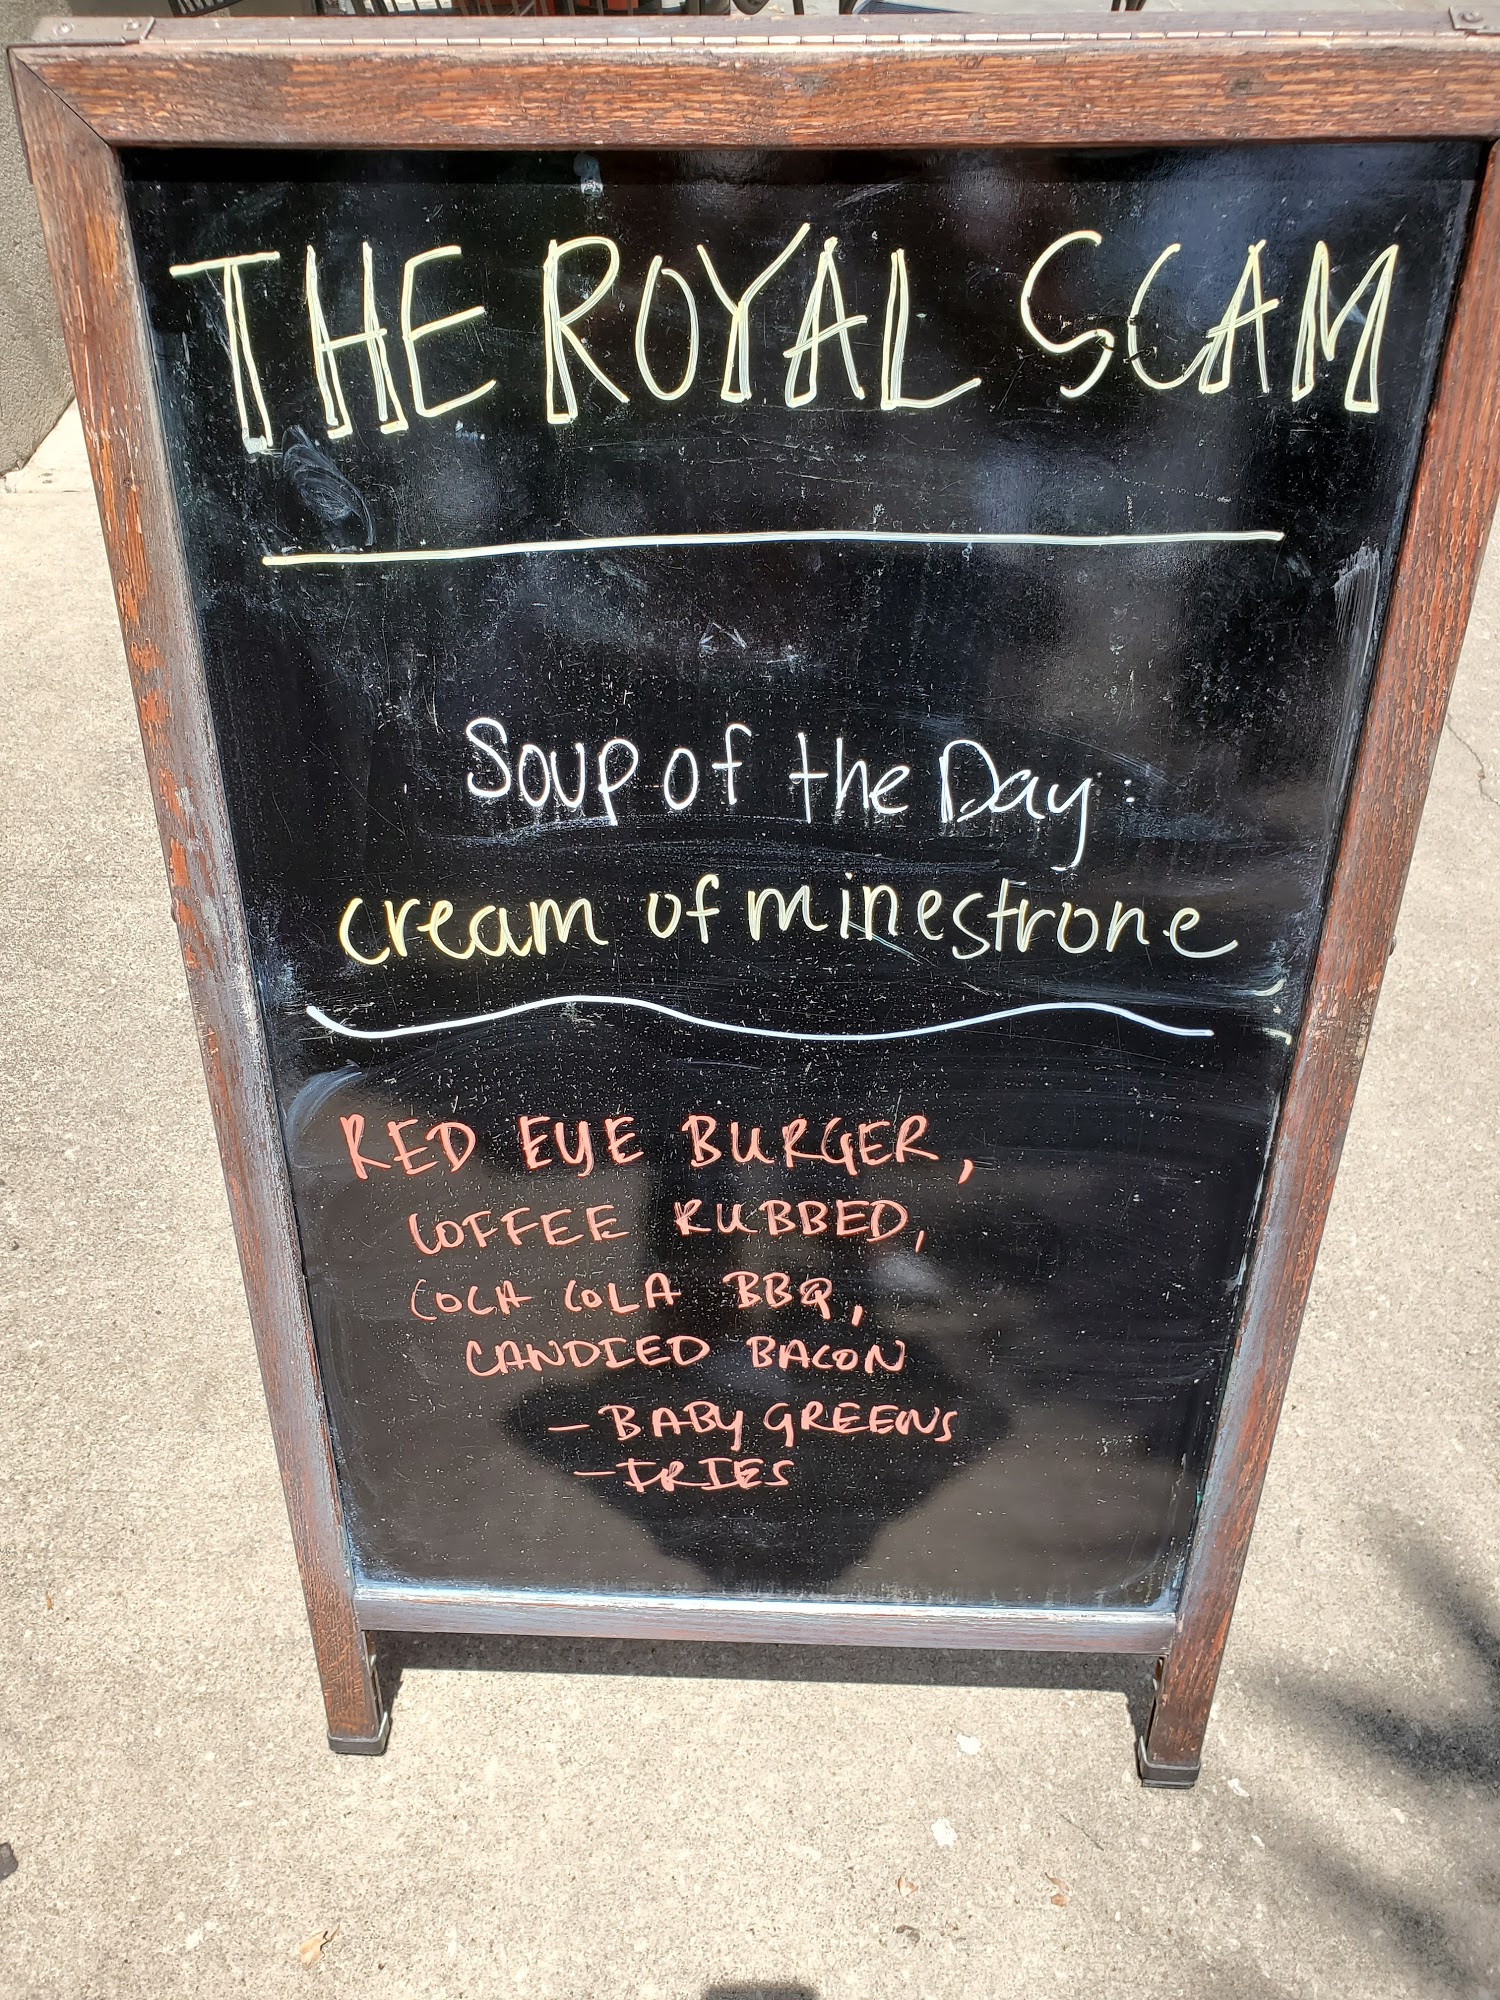 THE ROYAL SCAM
Soup of the Day:
cream of minestrone
RED EYE BURGER,
COFFEE RUBBED,
COCA COLA BBQ,
CANDIED BACON
- BABY GREENS
- FRIES